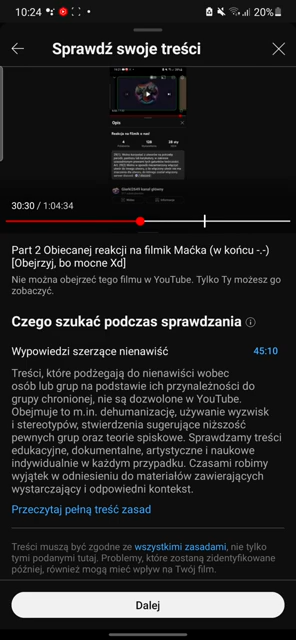 10:24
20%
Sprawdź swoje treści
Opis
Reakcja na filmik z nać
30:30 / 1:04:34
Part 2 Obiecanej reakcji na filmik Maćka (w końcu -.-)
[Obejrzyj, bo mocne Xd]
Nie można obejrzeć tego filmu w YouTube. Tylko Ty możesz go
zobaczyć.
Czego szukać podczas sprawdzania
Wypowiedzi szerzące nienawiść 45:10
Treści, które podżegają do nienawiści wobec
osób lub grup na podstawie ich przynależności do
grupy chronionej, nie są dozwolone w YouTube.
Obejmuje to m.in. dehumanizację, używanie wyzwisk
i stereotypów, stwierdzenia sugerujące niższość
pewnych grup oraz teorie spiskowe. Sprawdzamy treści
edukacyjne, dokumentalne, artystyczne i naukowe
indywidualnie w każdym przypadku. Czasami robimy
wyjątek w odniesieniu do materiałów zawierających
wystarczający i odpowiedni kontekst.
Przeczytaj pełną treść zasad
Treści muszą być zgodne ze wszystkimi zasadami, nie tylko
tymi podanymi tutaj. Problemy, które zostaną zidentyfikowane
później, również mogą mieć wpływ na Twój film.
Dalej